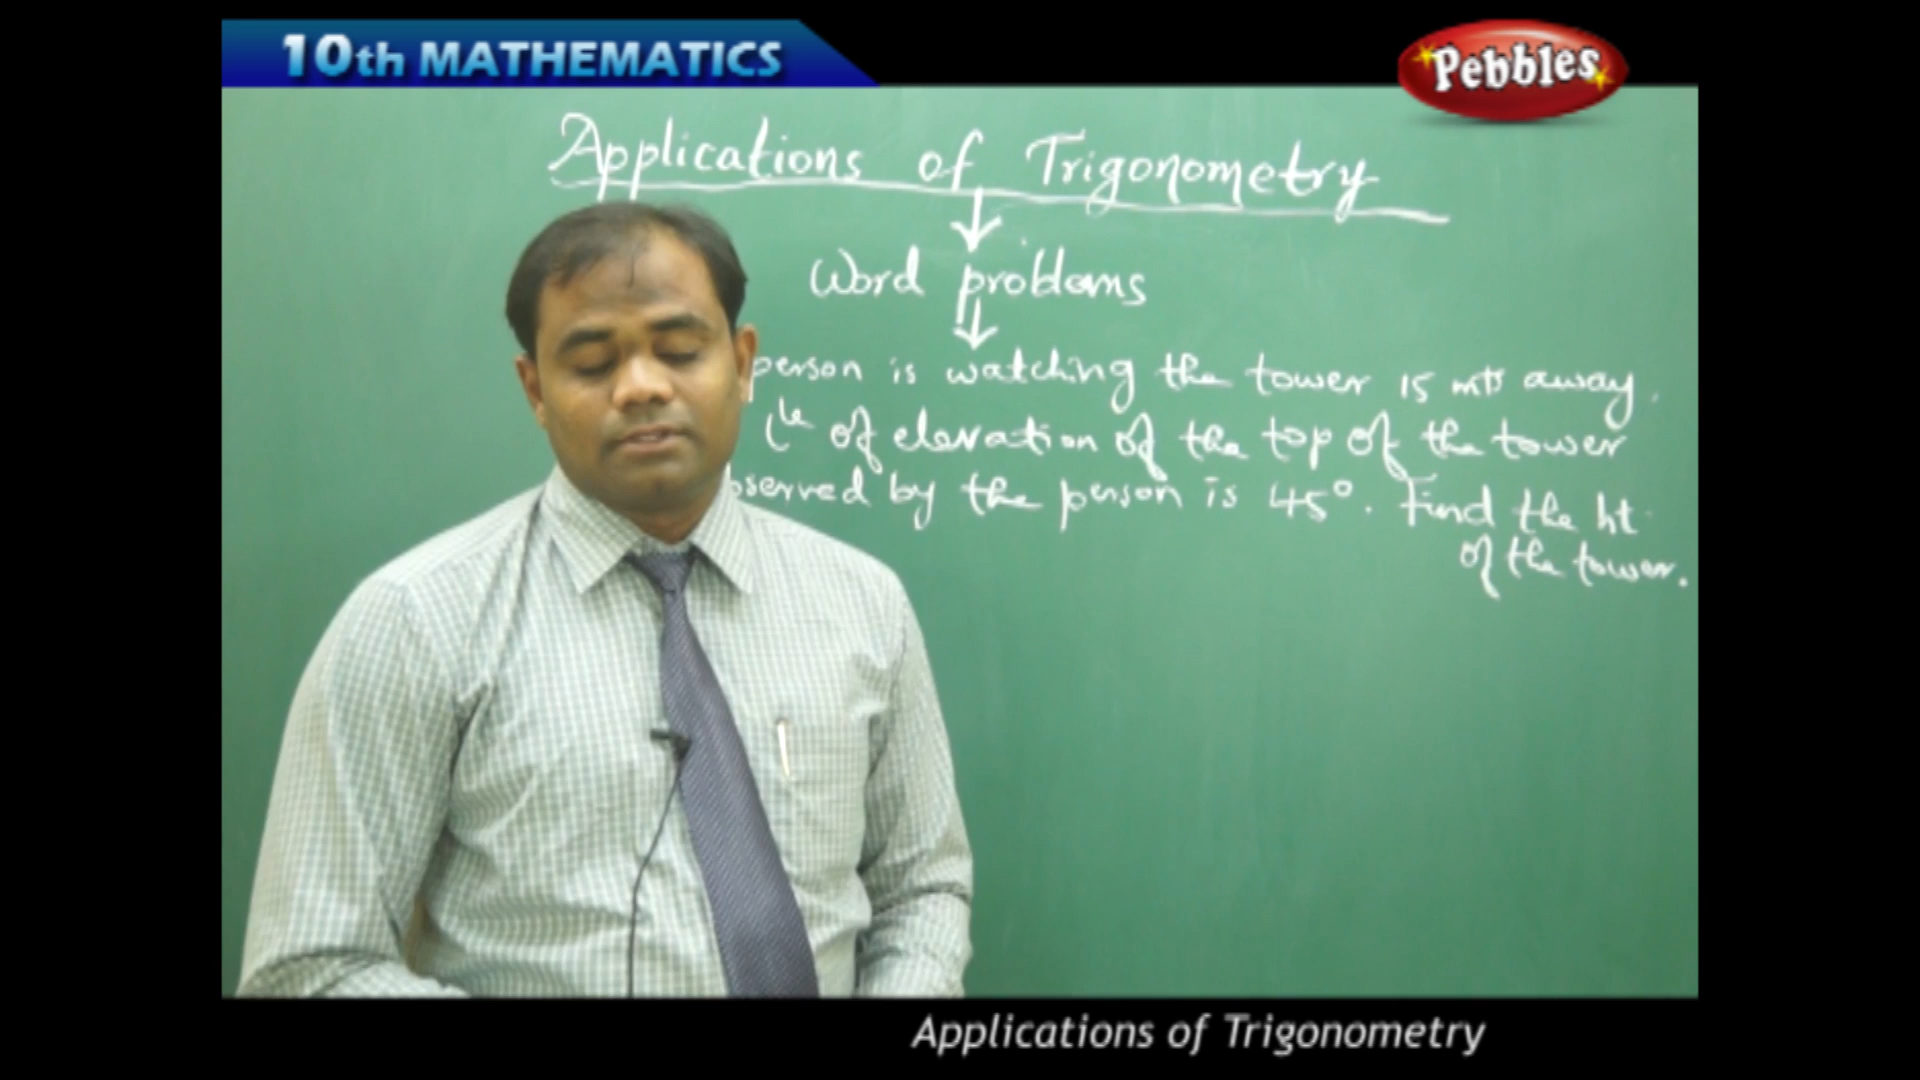 10th MATHEMATICS
Pebbles
Applications of Trigonometry
Word problems
person is watching the tower 15 mts away.
le of elevation of the top of the tower
bserved by the person is 45°. Find the ht
of the tower.
Applications of Trigonometry